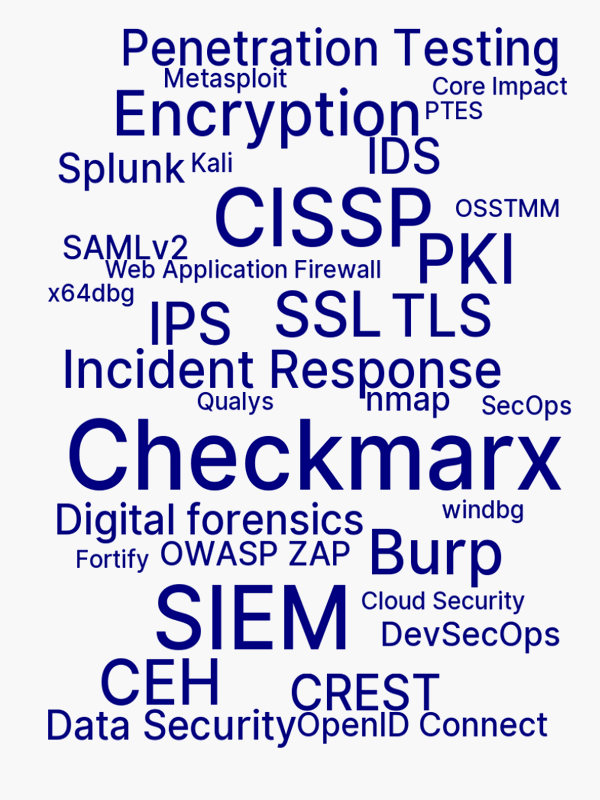 Penetration Testing
Metasploit
Core Impact
Encryption
PTES
IDS
Splunk
Kali
CISSP
OSSTMM
SAMLv2
PKI
Web Application Firewall
x64dbg
IPS
SSL
TLS
Incident Response
Qualys
nmap
SecOps
Checkmarx
windbg
Digital forensics
Fortify
OWASP ZAP
Burp
SIEM
Cloud Security
DevSecOps
CEH
CREST
Data Security
OpenID Connect